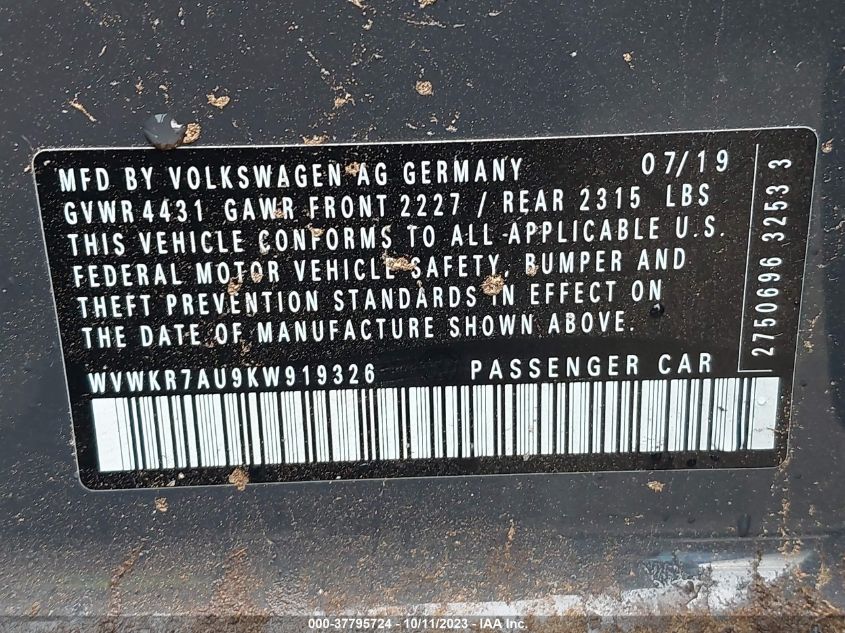 MFD BY VOLKSWAGEN AG GERMANY 07/19
GVWR 4431 GAWR FRONT 2227 / REAR 2315 LBS
THIS VEHICLE CONFORMS TO ALL APPLICABLE U.S.
FEDERAL MOTOR VEHICLE SAFETY, BUMPER AND
THEFT PREVENTION STANDARDS IN EFFECT ON
THE DATE OF MANUFACTURE SHOWN ABOVE.
WVWKR7AU9KW919326 PASSENGER CAR
2750696 3253 3
000-37795724 - 10/11/2023 - IAA Inc.